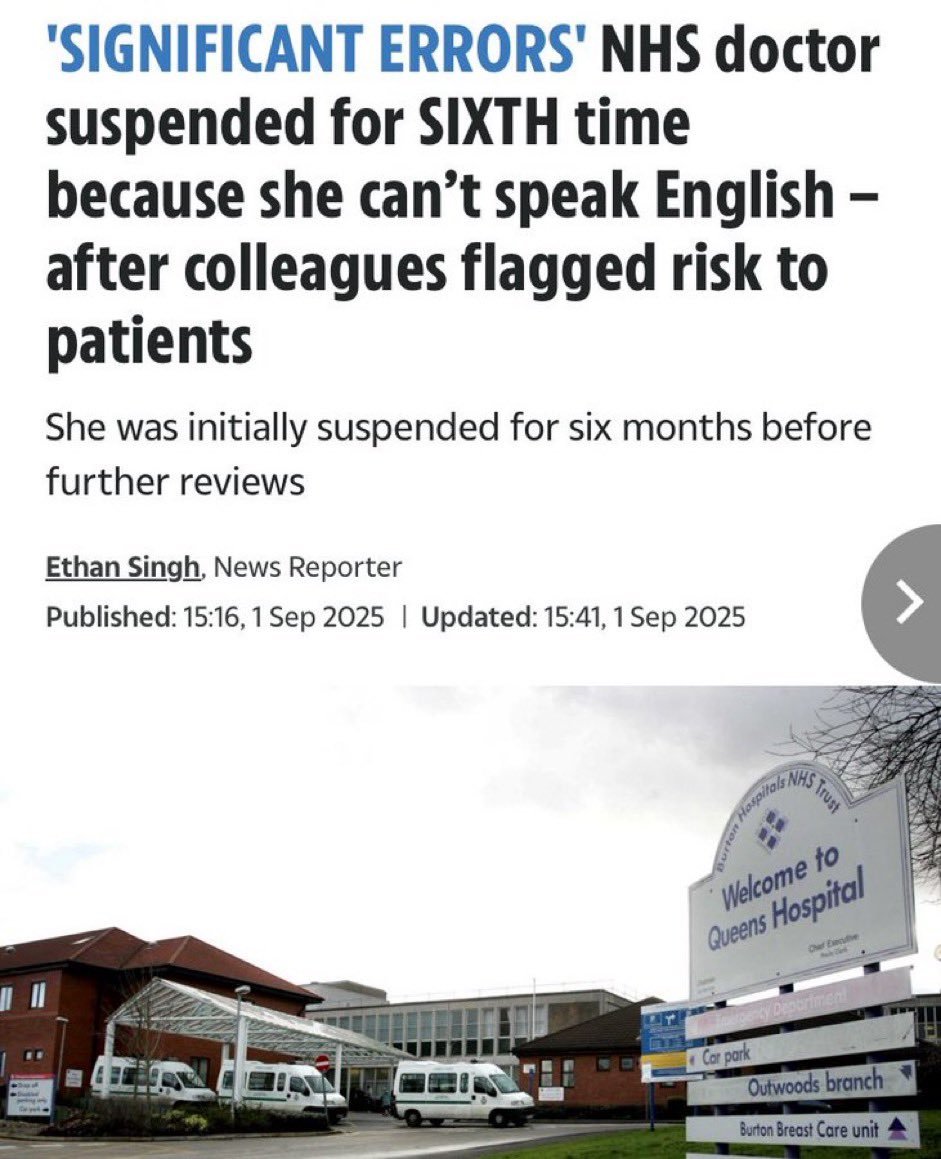 'SIGNIFICANT ERRORS' NHS doctor
suspended for SIXTH time
because she can't speak English –
after colleagues flagged risk to
patients
She was initially suspended for six months before
further reviews
Ethan Singh, News Reporter
Published: 15:16, 1 Sep 2025 | Updated: 15:41, 1 Sep 2025
Burton Hospitals NHS Trust
Welcome to
Queens Hospital
Chief Executive
Emergency Department
Car park
Outwoods branch
Burton Breast Care unit